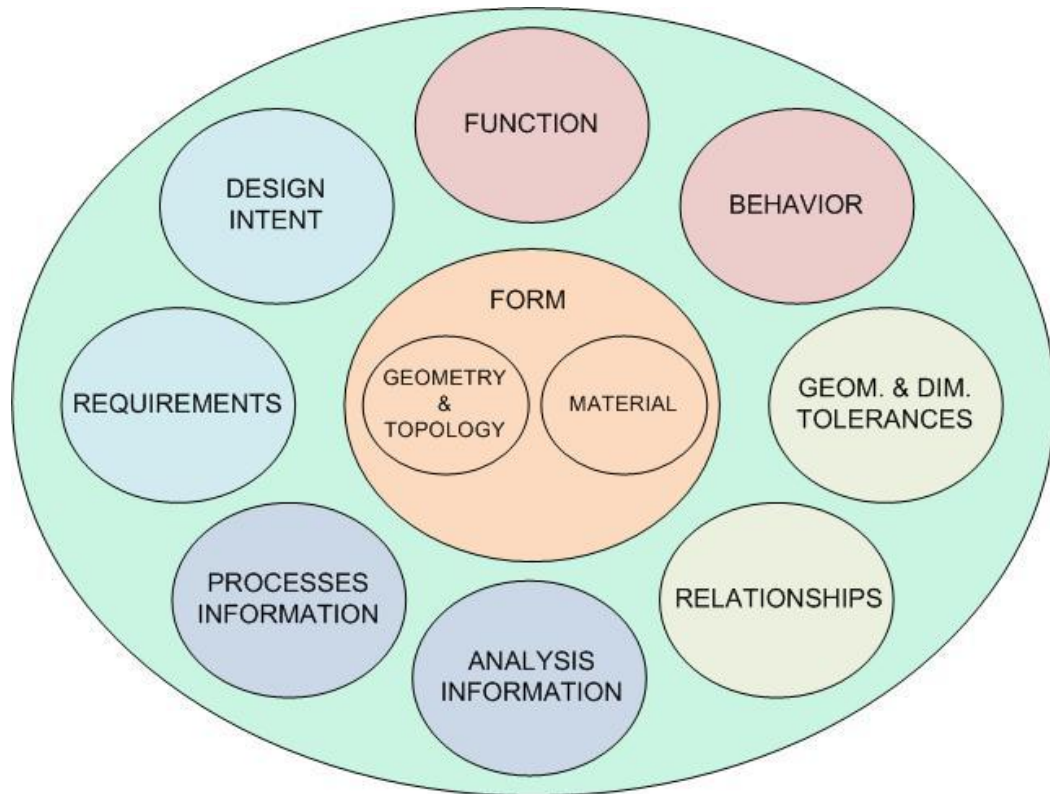 FUNCTION
DESIGN
INTENT
BEHAVIOR
FORM
GEOMETRY
&
TOPOLOGY
MATERIAL
REQUIREMENTS
GEOM. & DIM.
TOLERANCES
PROCESSES
INFORMATION
RELATIONSHIPS
ANALYSIS
INFORMATION